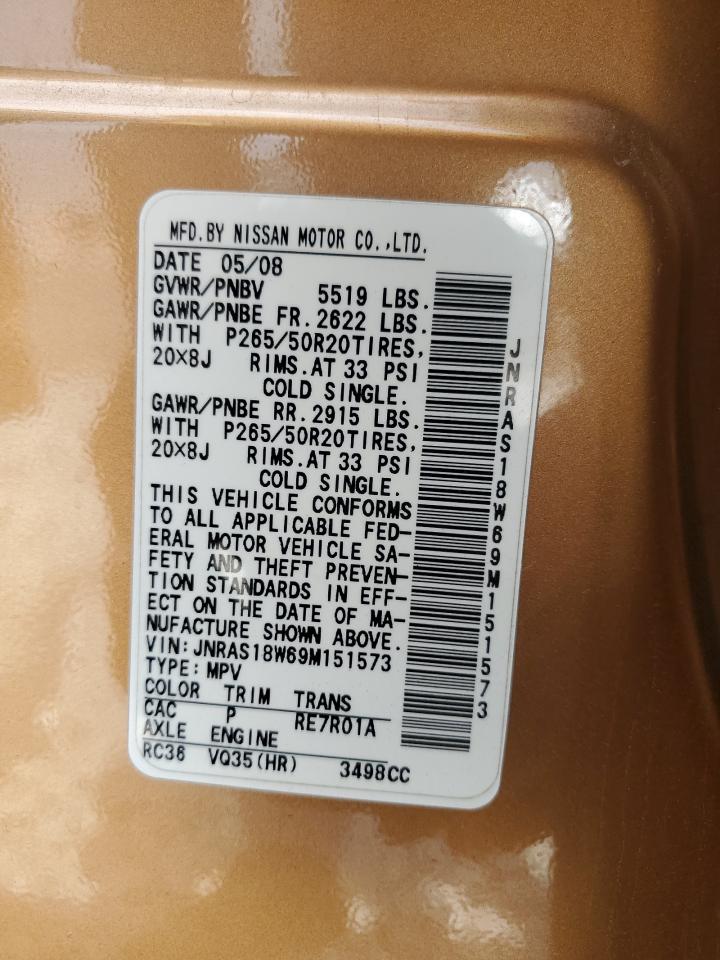 MFD.BY NISSAN MOTOR CO.,LTD.
DATE 05/08
GVWR/PNBV 5519 LBS.
GAWR/PNBE FR.2622 LBS.
WITH P265/50R20TIRES,
20X8J RIMS.AT 33 PSI
COLD SINGLE.
GAWR/PNBE RR.2915 LBS.
WITH P265/50R20TIRES,
20X8J RIMS.AT 33 PSI
COLD SINGLE.
THIS VEHICLE CONFORMS
TO ALL APPLICABLE FED-
ERAL MOTOR VEHICLE SA-
FETY AND THEFT PREVEN-
TION STANDARDS IN EFF-
ECT ON THE DATE OF MA-
NUFACTURE SHOWN ABOVE.
VIN:JNRAS18W69M151573
TYPE:MPV
COLOR TRIM TRANS
CAC P RE7R01A
AXLE ENGINE
RC36 VQ35(HR) 3498CC
JNRAS18W69M151573